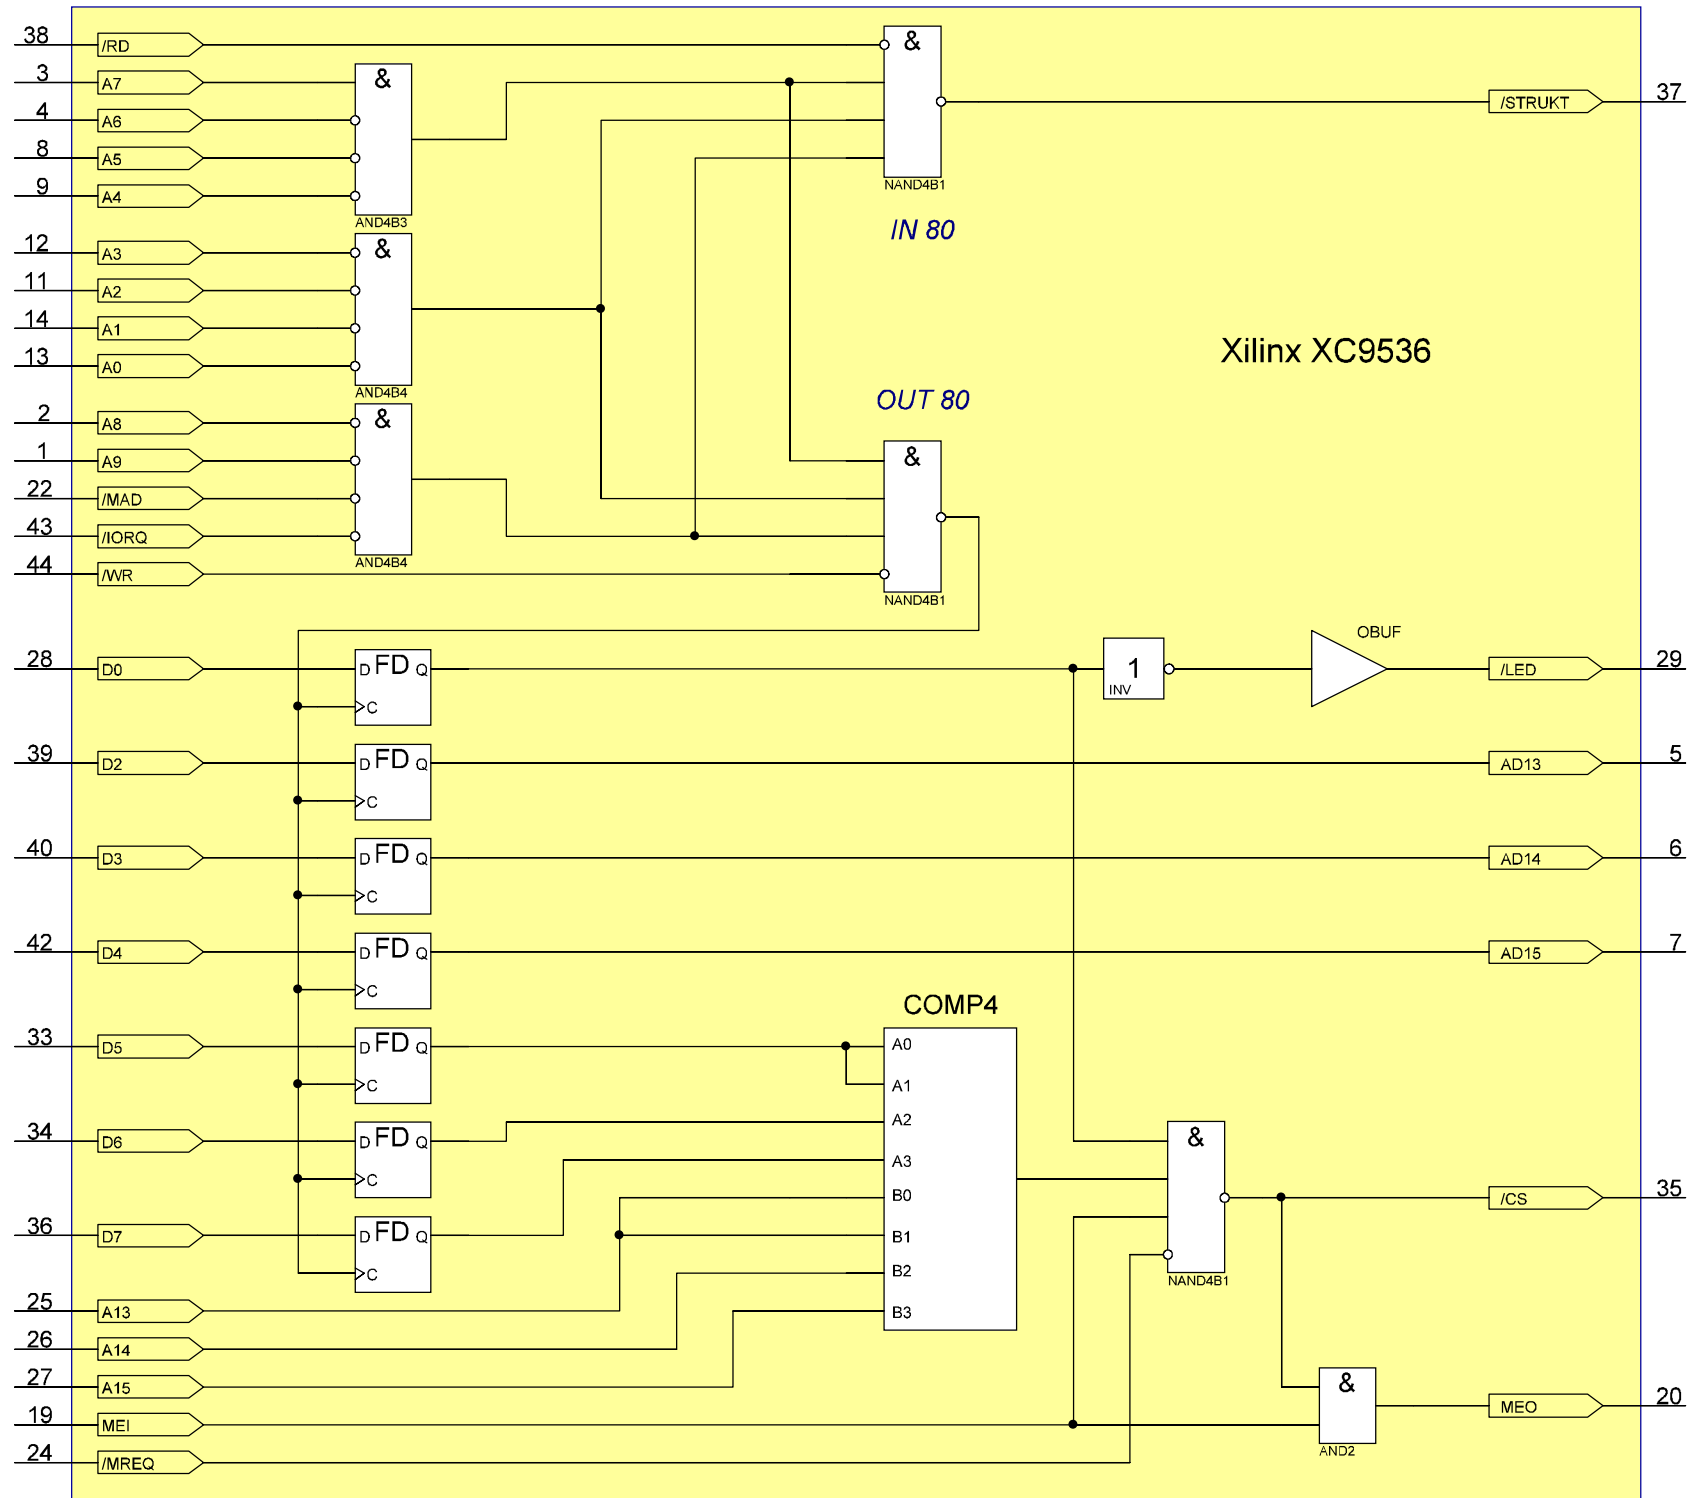 38 /RD &
3 A7 & /STRUKT 37
4 A6
8 A5
9 A4 NAND4B1
AND4B3
IN 80
12 A3 &
11 A2
14 A1 Xilinx XC9536
13 A0
AND4B4 OUT 80
2 A8 &
1 A9 &
22 /MAD
43 /IORQ
AND4B4
44 /WR
NAND4B1
OBUF
28 D0 D FD Q 1 /LED 29
INV
C
39 D2 D FD Q AD13 5
C
40 D3 D FD Q AD14 6
C
42 D4 D FD Q AD15 7
C
COMP4
33 D5 D FD Q A0
C A1
A2
34 D6 D FD Q &
A3
C B0 /CS 35
36 D7 D FD Q B1
C B2 NAND4B1
25 A13 B3
26 A14
27 A15 &
MEO 20
19 MEI
AND2
24 /MREQ